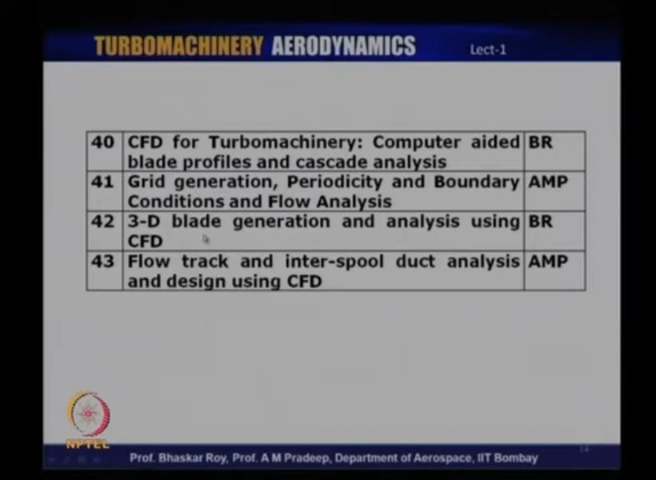 TURBOMACHINERY AERODYNAMICS Lect-1
40 CFD for Turbomachinery: Computer aided BR
blade profiles and cascade analysis
41 Grid generation, Periodicity and Boundary AMP
Conditions and Flow Analysis
42 3-D blade generation and analysis using BR
CFD
43 Flow track and inter-spool duct analysis AMP
and design using CFD
NPTEL
Prof. Bhaskar Roy, Prof. A M Pradeep, Department of Aerospace, IIT Bombay